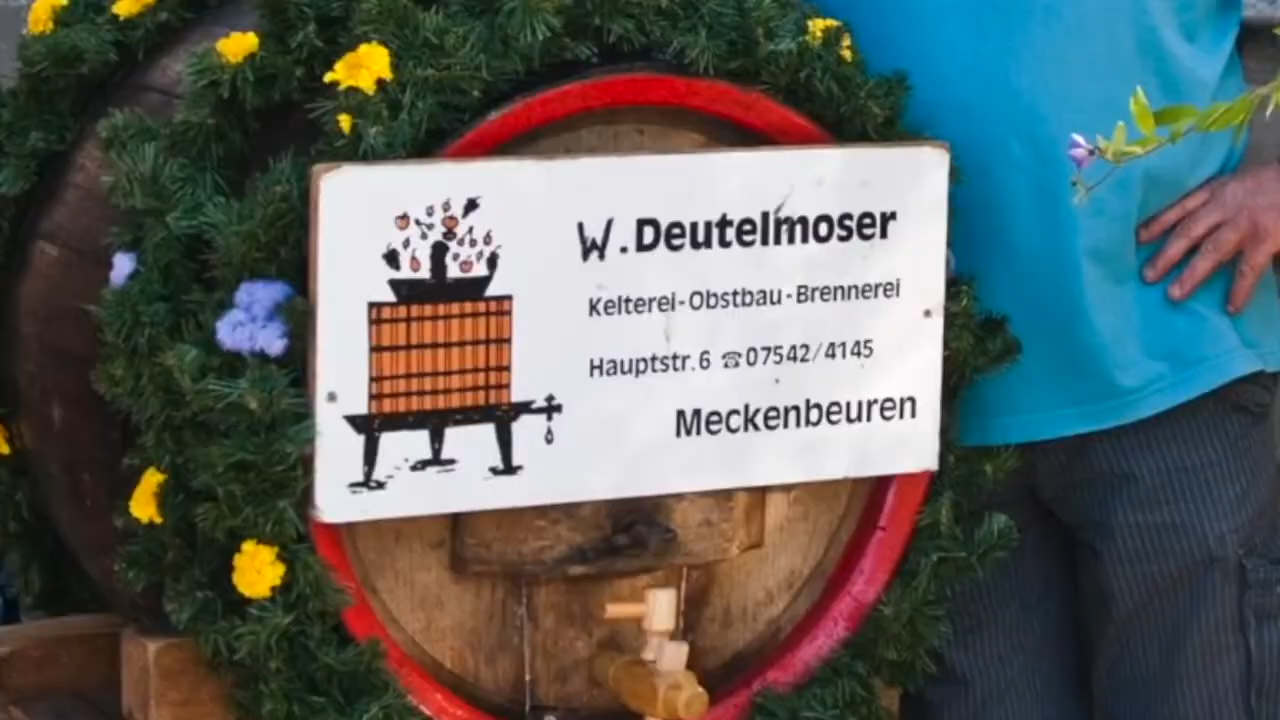 W. Deutelmoser
Kelterei-Obstbau-Brennerei
Hauptstr. 6 ☎07542/4145
Meckenbeuren